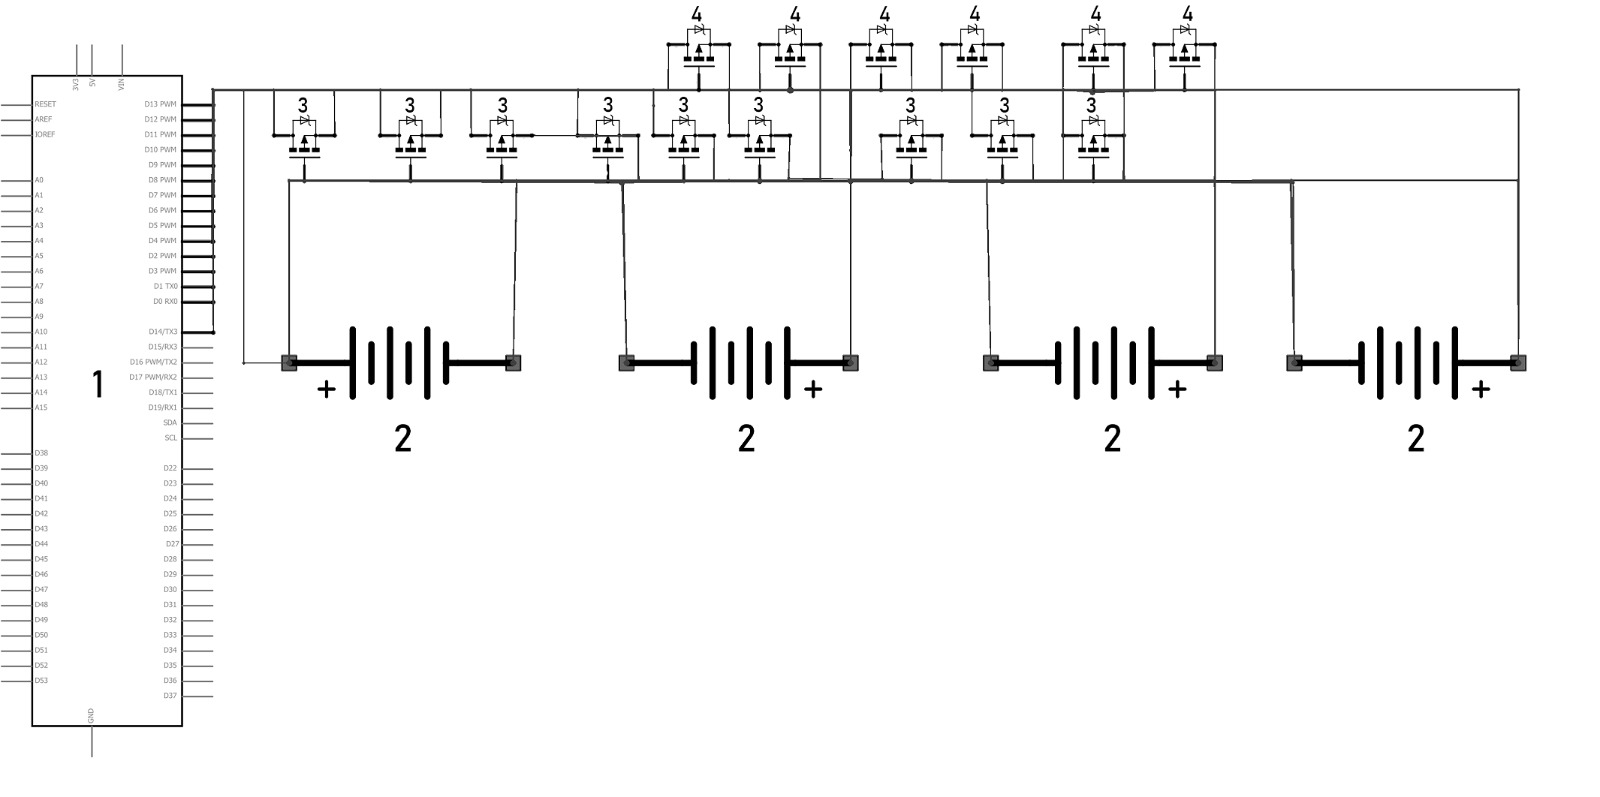 4 4 4 4 4 4
3V3 5V VIN
3 3 3 3 3 3 3 3 3
RESET D13 PWM
AREF D12 PWM
IOREF D11 PWM
D10 PWM
D9 PWM
A0 D8 PWM
A1 D7 PWM
A2 D6 PWM
A3 D5 PWM
A4 D4 PWM
A5 D2 PWM
A6 D3 PWM
A7 D1 TX0
A8 D0 RX0
A9
A10 D14/TX3
A11 D15/RX3
A12 D16 PWM/TX2
A13 D17 PWM/RX2
1
+ + + +
A14 D18/TX1
A15 D19/RX1
SDA
SCL
2 2 2 2
D38
D39 D22
D40 D23
D41 D24
D42 D25
D43 D26
D44 D27
D45 D28
D46 D29
D47 D30
D48 D31
D49 D32
D50 D33
D51 D34
D52 D35
D53 D36
D37
GND